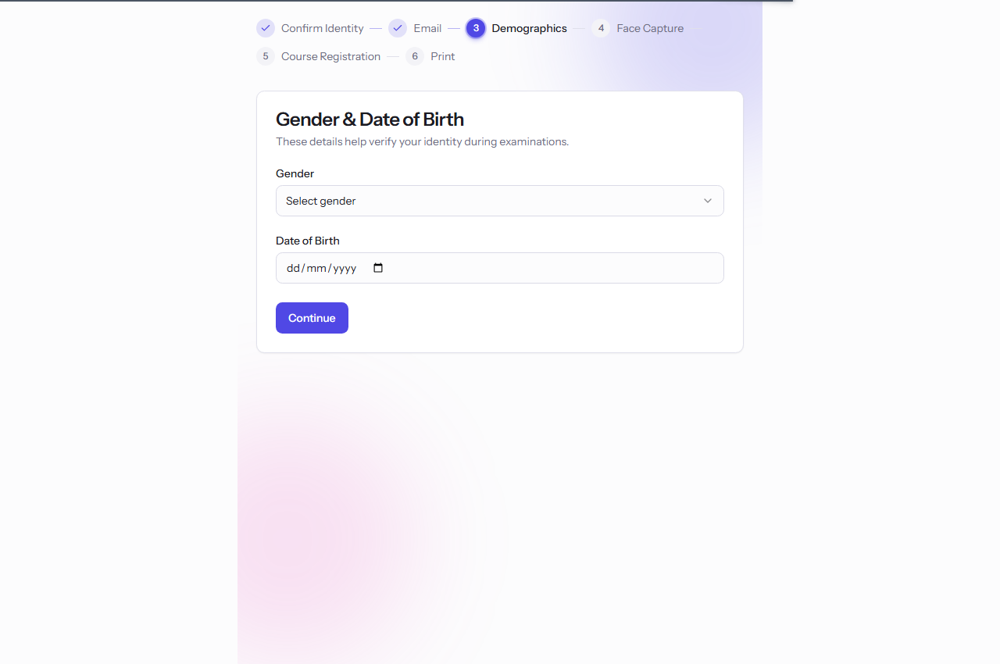 Confirm Identity
Email
3 Demographics
4 Face Capture
5 Course Registration
6 Print
Gender & Date of Birth
These details help verify your identity during examinations.
Gender
Select gender
Date of Birth
dd/mm/yyyy
Continue